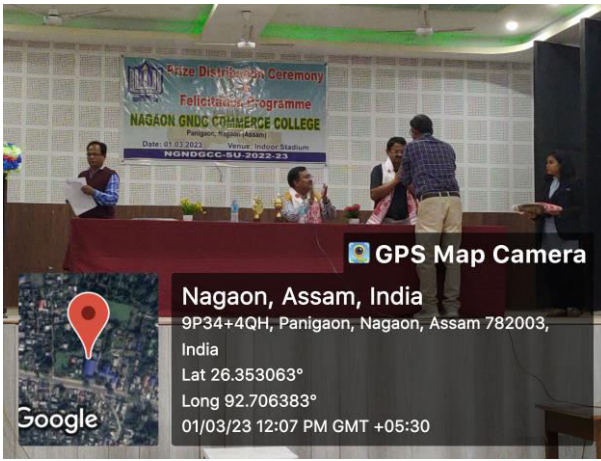 Prize Distribution Ceremony
&
Felicitation Programme
NAGAON GNDG COMMERCE COLLEGE
Panigaon, Nagaon (Assam)
Date: 01.03.2023 Venue: Indoor Stadium
NGNDGCC-SU-2022-23
GPS Map Camera
Nagaon, Assam, India
9P34+4QH, Panigaon, Nagaon, Assam 782003,
India
Lat 26.353063°
Long 92.706383°
01/03/23 12:07 PM GMT +05:30
Google